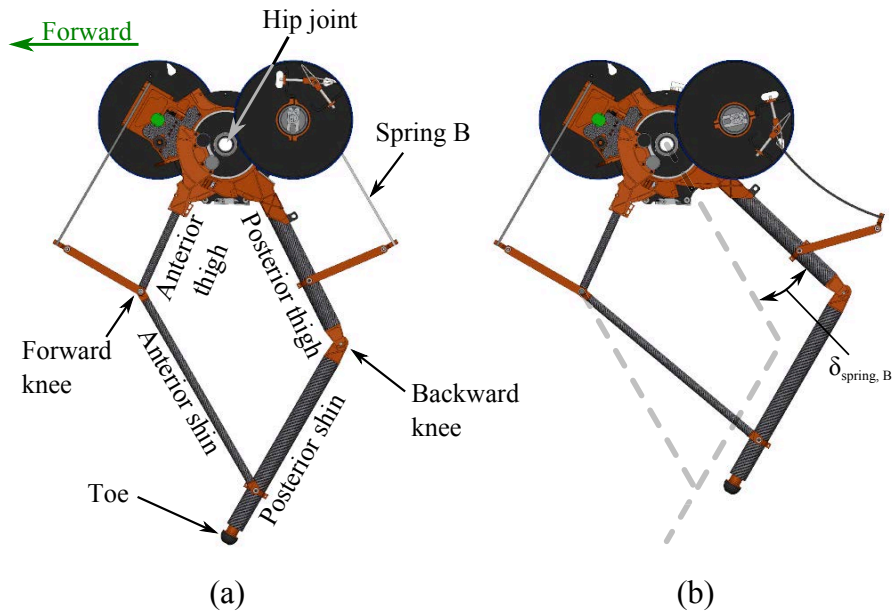 Forward
Hip joint
Spring B
Anterior
thigh
Posterior thigh
Forward
knee
Anterior shin
Backward
knee
Posterior shin
Toe
δspring, B
(a)
(b)